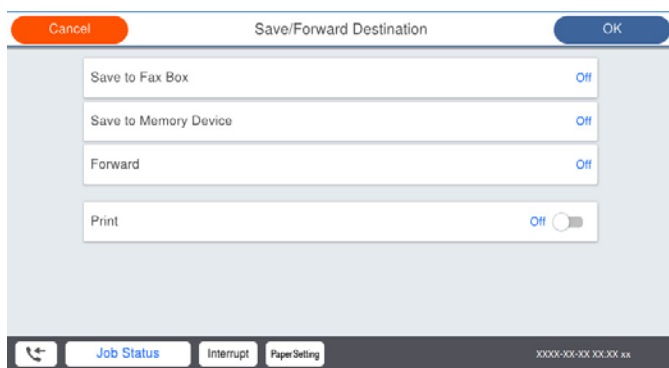 Cancel Save/Forward Destination OK
Save to Fax Box Off
Save to Memory Device Off
Forward Off
Print Off
Job Status Interrupt Paper Setting XXXX-XX-XX XX:XX xx